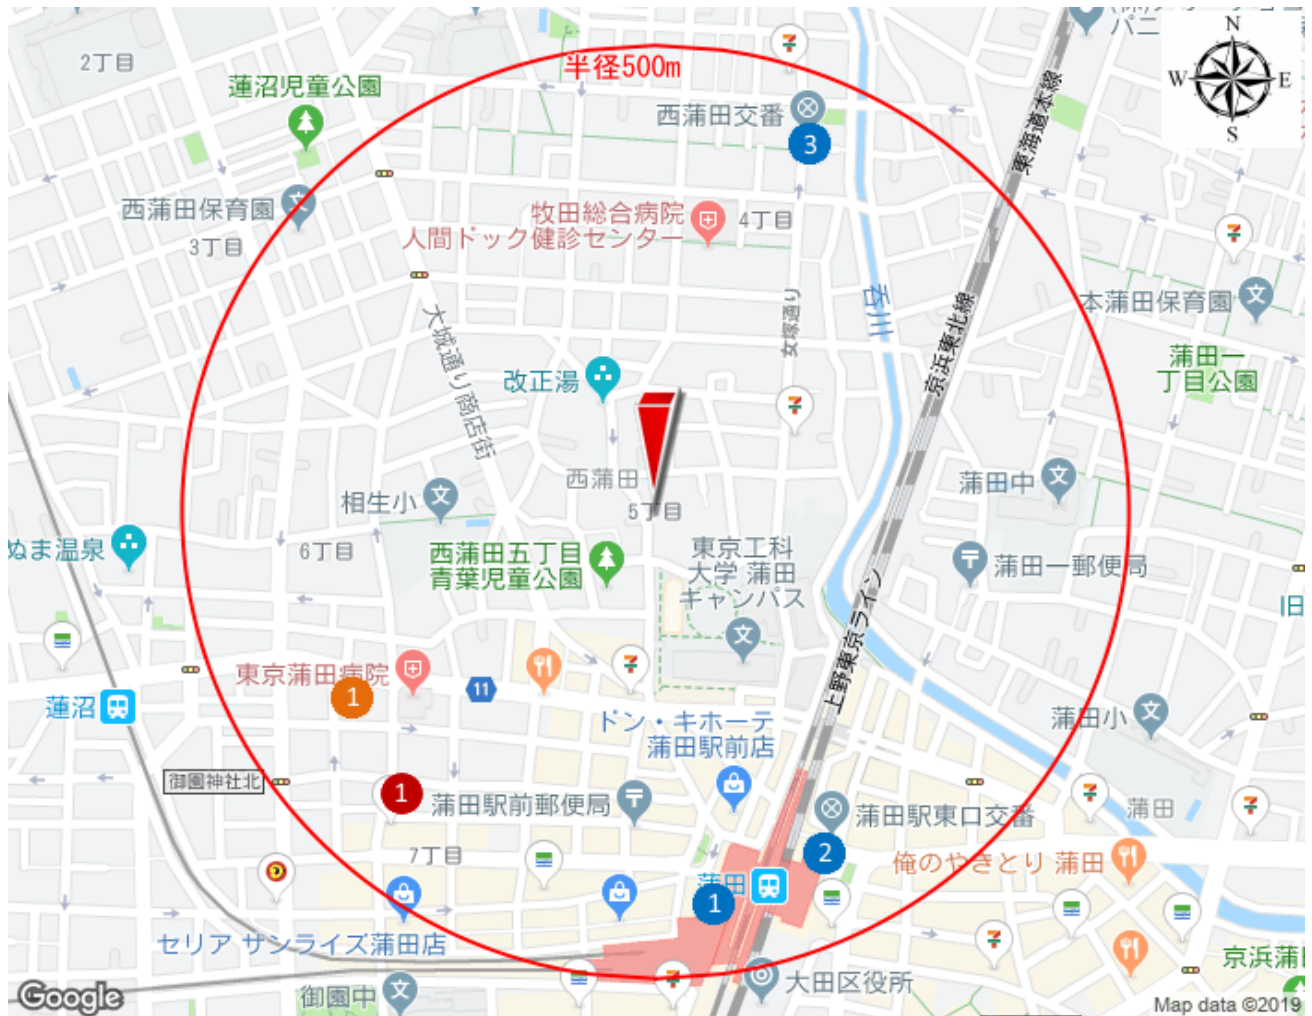 パニ
N
W
E
S
2丁目
半径500m
蓮沼児童公園
西蒲田交番
3
東海道本線
西蒲田保育園
3丁目
牧田総合病院
人間ドック健診センター
4丁目
呑川
女塚通り
大城通り商店街
京浜東北線
本蒲田保育園
蒲田一
丁目公園
改正湯
西蒲田
5丁目
相生小
蒲田中
ぬま温泉
6丁目
西蒲田五丁目
青葉児童公園
東京工科
大学 蒲田
キャンパス
蒲田一郵便局
旧
上野東京ライン
東京蒲田病院
1
11
蓮沼
ドン・キホーテ
蒲田駅前店
蒲田小
御園神社北
1
蒲田駅前郵便局
蒲田駅東口交番
蒲田
7丁目
2
俺のやきとり 蒲田
蒲田
1
セリア サンライズ蒲田店
京浜蒲田
御園中
大田区役所
Google
Map data ©2019